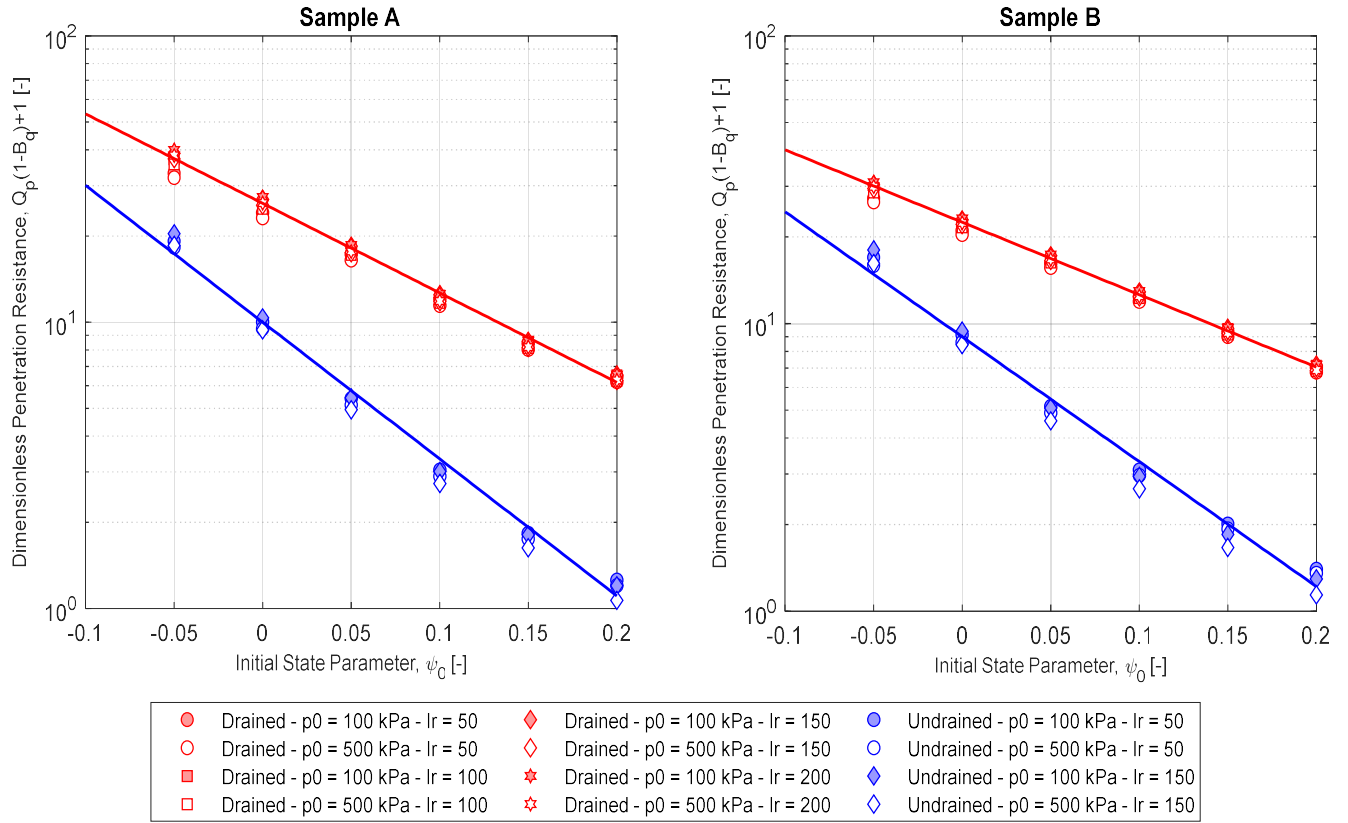 Sample A
Dimensionless Penetration Resistance, Qp(1-Bq)+1 [-]
10²
10¹
10⁰
-0.1 -0.05 0 0.05 0.1 0.15 0.2
Initial State Parameter, ψ₀ [-]
Sample B
Dimensionless Penetration Resistance, Qp(1-Bq)+1 [-]
10²
10¹
10⁰
-0.1 -0.05 0 0.05 0.1 0.15 0.2
Initial State Parameter, ψ₀ [-]
Drained - p0 = 100 kPa - Ir = 50
Drained - p0 = 500 kPa - Ir = 50
Drained - p0 = 100 kPa - Ir = 100
Drained - p0 = 500 kPa - Ir = 100
Drained - p0 = 100 kPa - Ir = 150
Drained - p0 = 500 kPa - Ir = 150
Drained - p0 = 100 kPa - Ir = 200
Drained - p0 = 500 kPa - Ir = 200
Undrained - p0 = 100 kPa - Ir = 50
Undrained - p0 = 500 kPa - Ir = 50
Undrained - p0 = 100 kPa - Ir = 150
Undrained - p0 = 500 kPa - Ir = 150